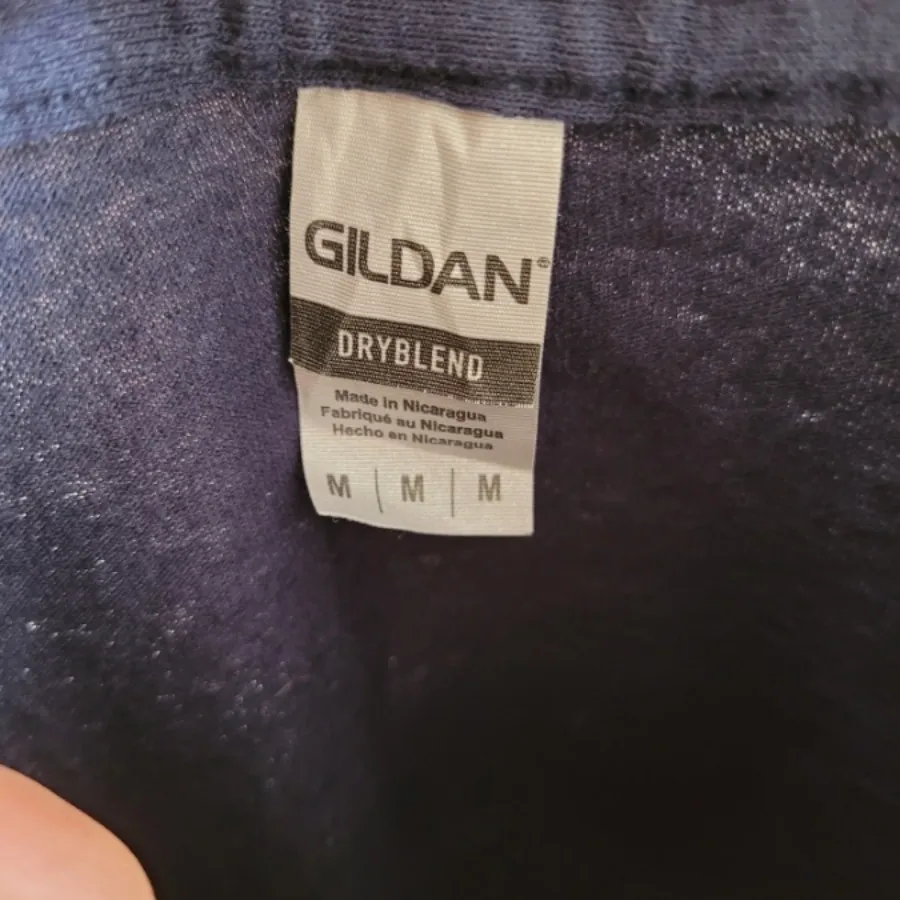 GILDAN®
DRYBLEND
Made in Nicaragua
Fabriqué au Nicaragua
Hecho en Nicaragua
M | M | M